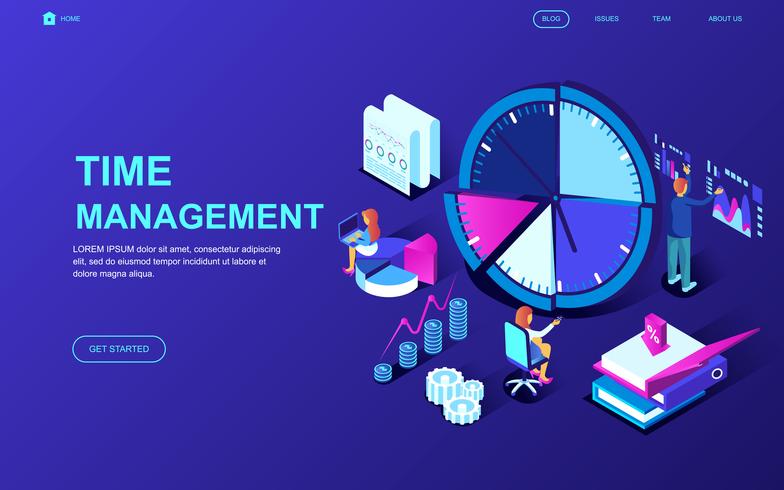 HOME
BLOG
ISSUES
TEAM
ABOUT US
TIME
MANAGEMENT
LOREM IPSUM dolor sit amet, consectetur adipiscing
elit, sed do eiusmod tempor incididunt ut labore et
dolore magna aliqua.
GET STARTED
%